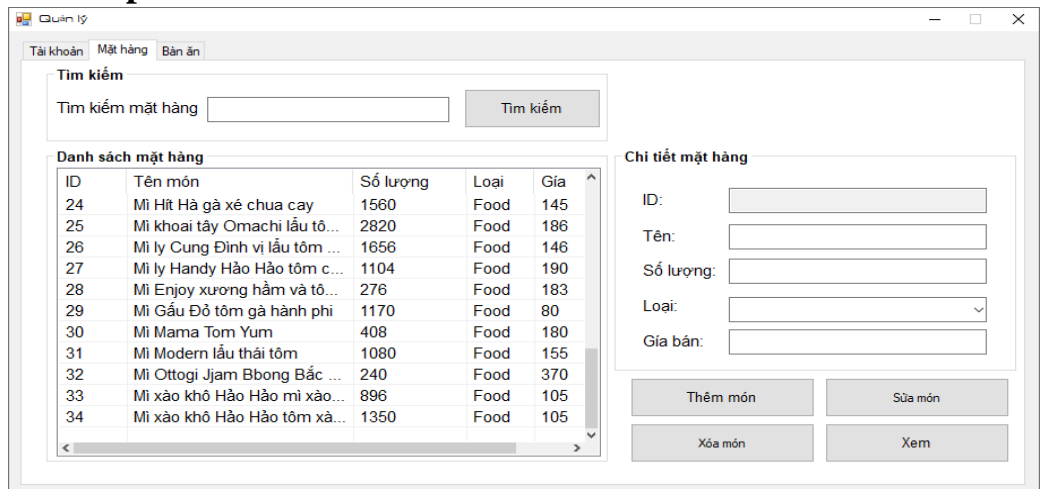 Quản lý
Tài khoản Mặt hàng Bàn ăn
Tìm kiếm
Tìm kiếm mặt hàng Tìm kiếm
Danh sách mặt hàng
ID Tên món Số lượng Loại Gía
24 Mì Hít Hà gà xé chua cay 1560 Food 145
25 Mì khoai tây Omachi lẩu tô... 2820 Food 186
26 Mì ly Cung Đình vị lẩu tôm ... 1656 Food 146
27 Mì ly Handy Hảo Hảo tôm c... 1104 Food 190
28 Mì Enjoy xương hầm và tô... 276 Food 183
29 Mì Gấu Đỏ tôm gà hành phi 1170 Food 80
30 Mì Mama Tom Yum 408 Food 180
31 Mì Modern lẩu thái tôm 1080 Food 155
32 Mì Ottogi Jjam Bbong Bắc ... 240 Food 370
33 Mì xào khô Hảo Hảo mì xào... 896 Food 105
34 Mì xào khô Hảo Hảo tôm xà... 1350 Food 105
Chi tiết mặt hàng
ID:
Tên:
Số lượng:
Loại:
Gía bán:
Thêm món Sửa món
Xóa món Xem